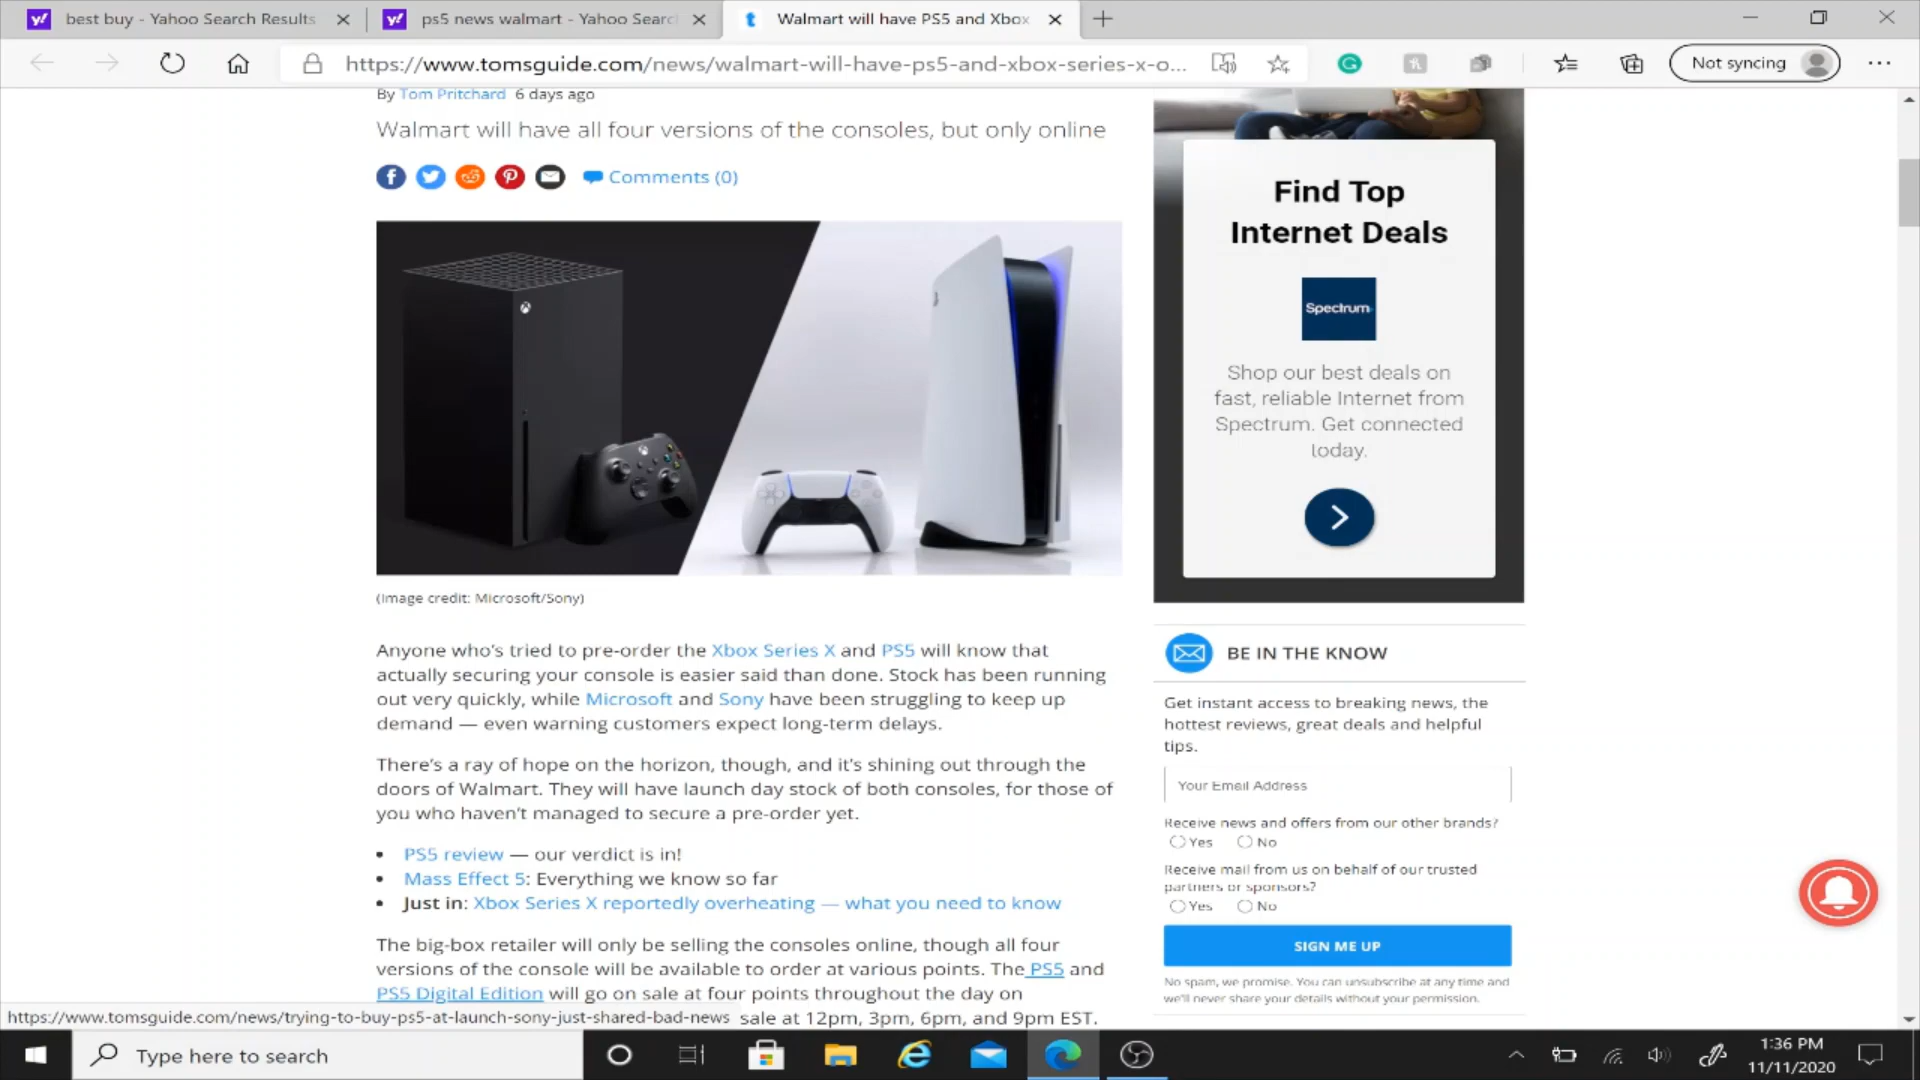 best buy - Yahoo Search Results
ps5 news walmart - Yahoo Searc
Walmart will have PS5 and Xbox
https://www.tomsguide.com/news/walmart-will-have-ps5-and-xbox-series-x-o...
Not syncing
By Tom Pritchard 6 days ago
Walmart will have all four versions of the consoles, but only online
Comments (0)
(Image credit: Microsoft/Sony)
Anyone who's tried to pre-order the Xbox Series X and PS5 will know that
actually securing your console is easier said than done. Stock has been running
out very quickly, while Microsoft and Sony have been struggling to keep up
demand — even warning customers expect long-term delays.
There's a ray of hope on the horizon, though, and it's shining out through the
doors of Walmart. They will have launch day stock of both consoles, for those of
you who haven't managed to secure a pre-order yet.
• PS5 review — our verdict is in!
• Mass Effect 5: Everything we know so far
• Just in: Xbox Series X reportedly overheating — what you need to know
The big-box retailer will only be selling the consoles online, though all four
versions of the console will be available to order at various points. The PS5 and
PS5 Digital Edition will go on sale at four points throughout the day on
sale at 12pm, 3pm, 6pm, and 9pm EST.
Find Top
Internet Deals
Spectrum
Shop our best deals on
fast, reliable Internet from
Spectrum. Get connected
today.
BE IN THE KNOW
Get instant access to breaking news, the
hottest reviews, great deals and helpful
tips.
Your Email Address
Receive news and offers from our other brands?
Yes No
Receive mail from us on behalf of our trusted
partners or sponsors?
Yes No
SIGN ME UP
No spam, we promise. You can unsubscribe at any time and
we'll never share your details without your permission.
https://www.tomsguide.com/news/trying-to-buy-ps5-at-launch-sony-just-shared-bad-news
Type here to search
1:36 PM
11/11/2020